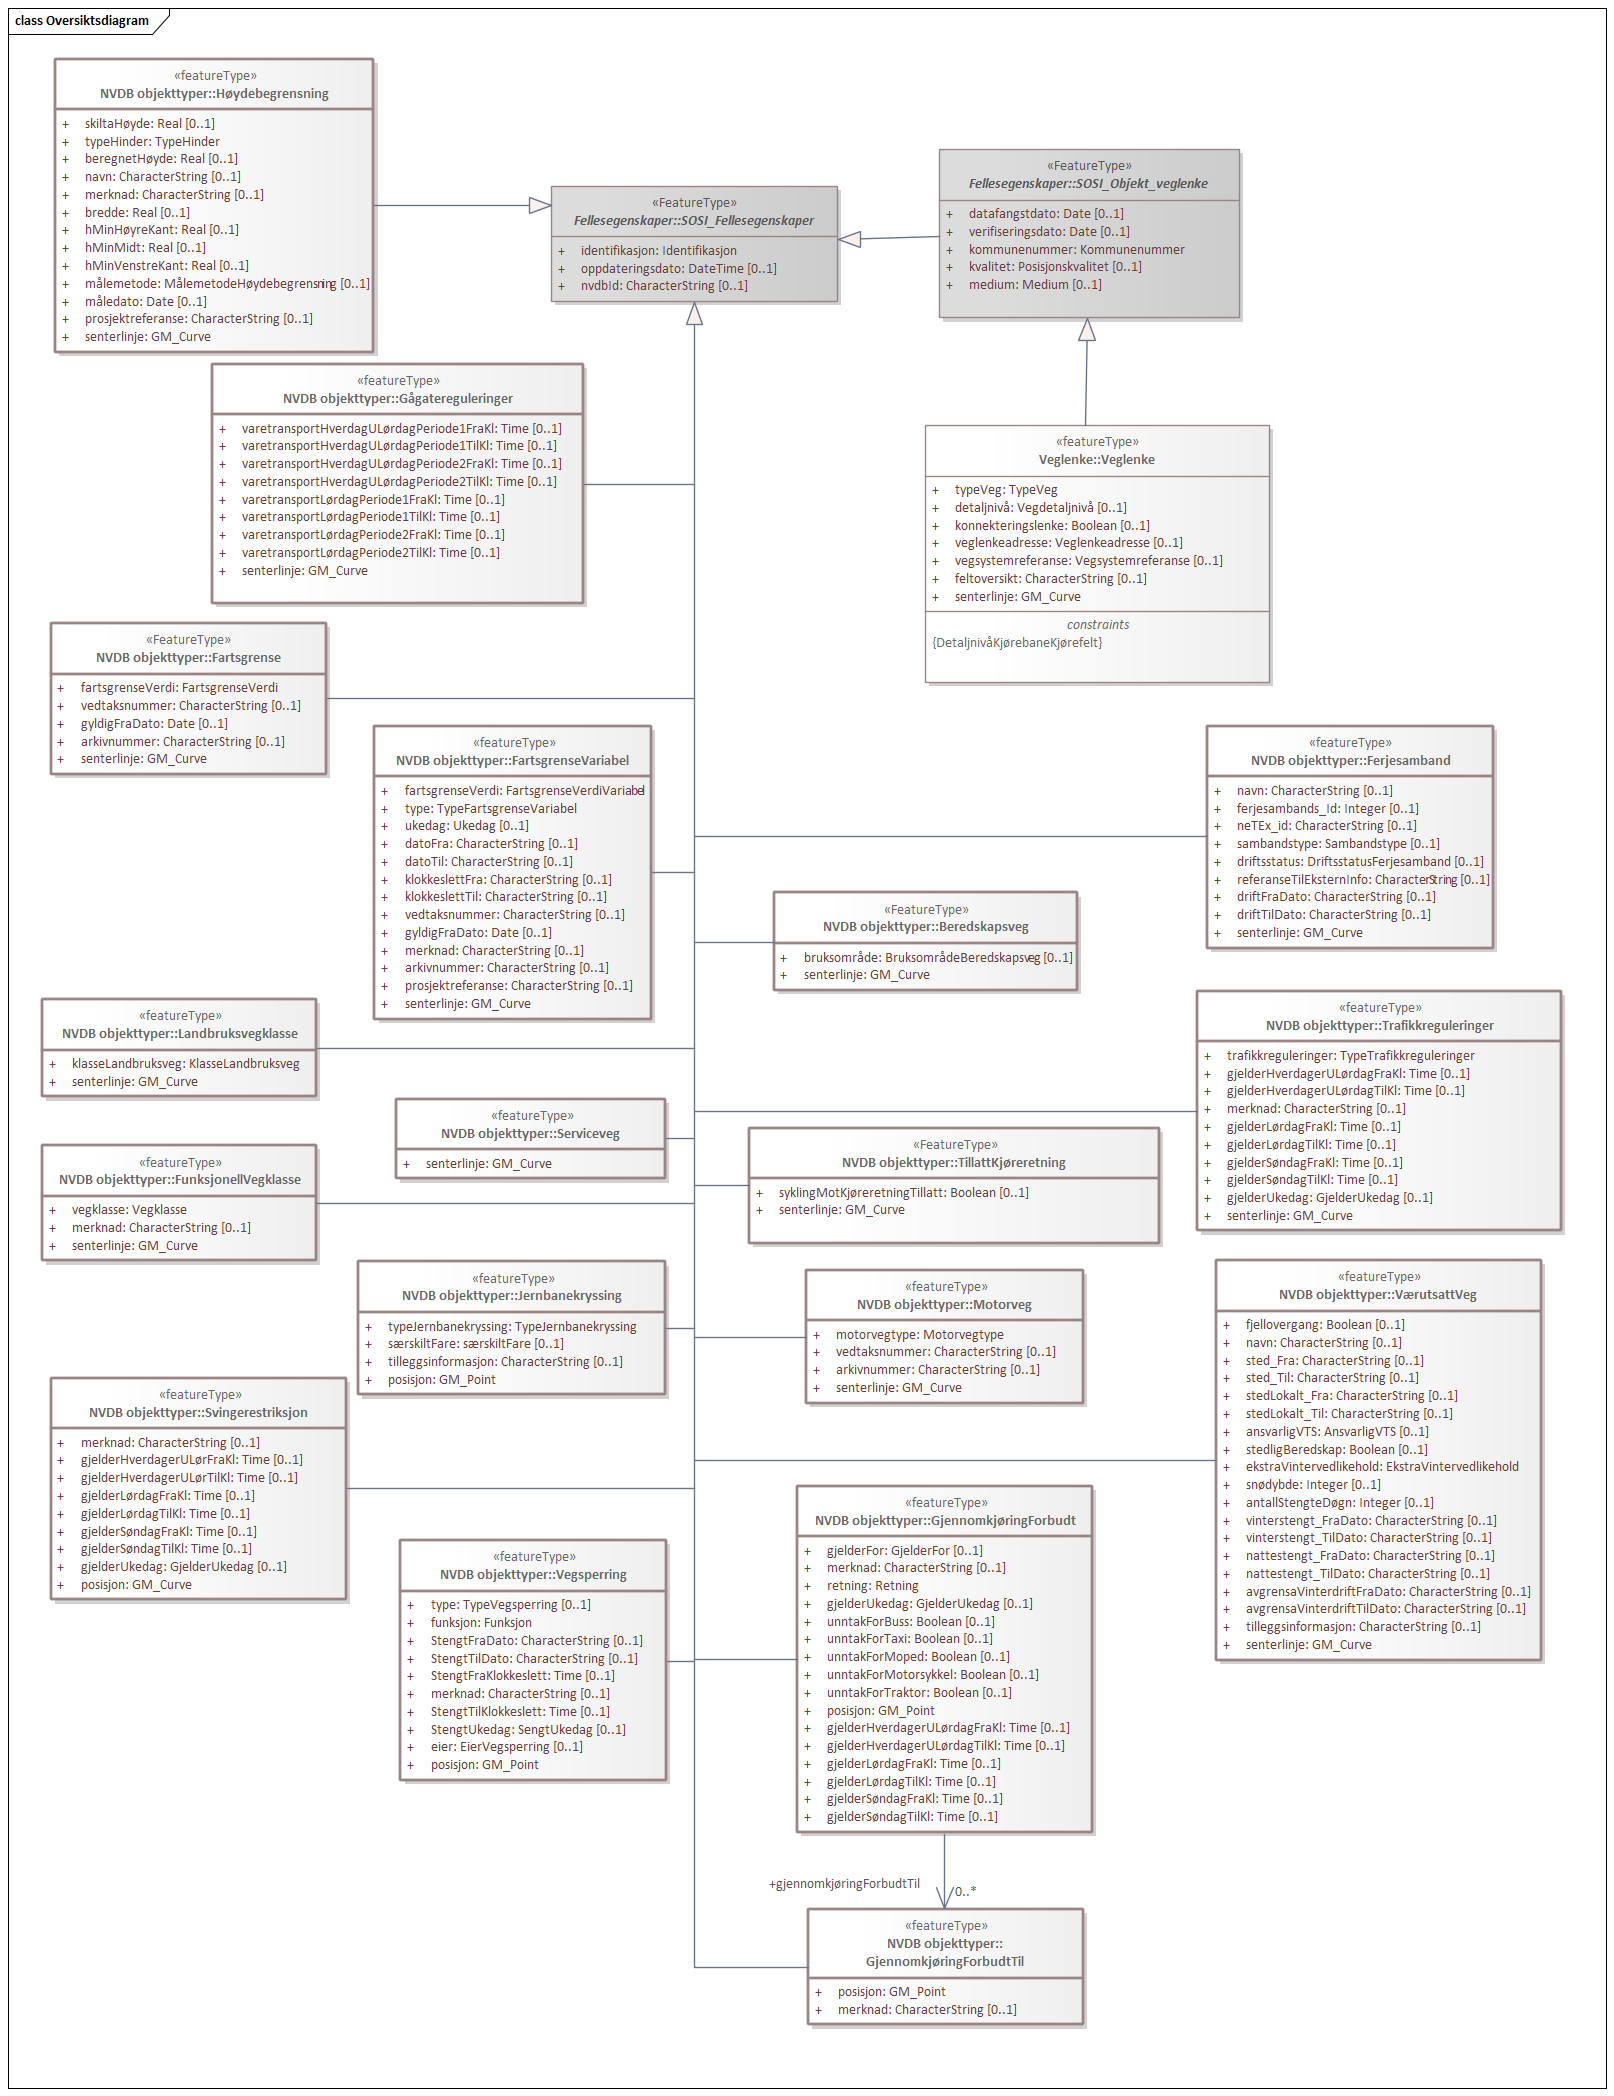 class Oversiktsdiagram
«featureType»
NVDB objekttyper::Høydebegrensning
+ skiltaHøyde: Real [0..1]
+ typeHinder: TypeHinder
+ beregnetHøyde: Real [0..1]
+ navn: CharacterString [0..1]
+ merknad: CharacterString [0..1]
+ bredde: Real [0..1]
+ hMinHøyreKant: Real [0..1]
+ hMinMidt: Real [0..1]
+ hMinVenstreKant: Real [0..1]
+ målemetode: MålemetodeHøydebegrensning [0..1]
+ måledato: Date [0..1]
+ prosjektreferanse: CharacterString [0..1]
+ senterlinje: GM_Curve
«FeatureType»
Fellesegenskaper::SOSI_Fellesegenskaper
+ identifikasjon: Identifikasjon
+ oppdateringsdato: DateTime [0..1]
+ nvdbId: CharacterString [0..1]
«FeatureType»
Fellesegenskaper::SOSI_Objekt_veglenke
+ datafangstdato: Date [0..1]
+ verifiseringsdato: Date [0..1]
+ kommunenummer: Kommunenummer
+ kvalitet: Posisjonskvalitet [0..1]
+ medium: Medium [0..1]
«featureType»
NVDB objekttyper::Gågatereguleringer
+ varetransportHverdagULørdagPeriode1FraKl: Time [0..1]
+ varetransportHverdagULørdagPeriode1TilKl: Time [0..1]
+ varetransportHverdagULørdagPeriode2FraKl: Time [0..1]
+ varetransportHverdagULørdagPeriode2TilKl: Time [0..1]
+ varetransportLørdagPeriode1FraKl: Time [0..1]
+ varetransportLørdagPeriode1TilKl: Time [0..1]
+ varetransportLørdagPeriode2FraKl: Time [0..1]
+ varetransportLørdagPeriode2TilKl: Time [0..1]
+ senterlinje: GM_Curve
«featureType»
Veglenke::Veglenke
+ typeVeg: TypeVeg
+ detaljnivå: Vegdetaljnivå [0..1]
+ konnekteringslenke: Boolean [0..1]
+ veglenkeadresse: Veglenkeadresse [0..1]
+ vegsystemreferanse: Vegsystemreferanse [0..1]
+ feltoversikt: CharacterString [0..1]
+ senterlinje: GM_Curve
constraints
{DetaljnivåKjørebaneKjørefelt}
«FeatureType»
NVDB objekttyper::Fartsgrense
+ fartsgrenseVerdi: FartsgrenseVerdi
+ vedtaksnummer: CharacterString [0..1]
+ gyldigFraDato: Date [0..1]
+ arkivnummer: CharacterString [0..1]
+ senterlinje: GM_Curve
«featureType»
NVDB objekttyper::FartsgrenseVariabel
+ fartsgrenseVerdi: FartsgrenseVerdiVariabel
+ type: TypeFartsgrenseVariabel
+ ukedag: Ukedag [0..1]
+ datoFra: CharacterString [0..1]
+ datoTil: CharacterString [0..1]
+ klokkeslettFra: CharacterString [0..1]
+ klokkeslettTil: CharacterString [0..1]
+ vedtaksnummer: CharacterString [0..1]
+ gyldigFraDato: Date [0..1]
+ merknad: CharacterString [0..1]
+ arkivnummer: CharacterString [0..1]
+ prosjektreferanse: CharacterString [0..1]
+ senterlinje: GM_Curve
«featureType»
NVDB objekttyper::Ferjesamband
+ navn: CharacterString [0..1]
+ ferjesambands_Id: Integer [0..1]
+ neTEx_id: CharacterString [0..1]
+ sambandstype: Sambandstype [0..1]
+ driftsstatus: DriftsstatusFerjesamband [0..1]
+ referanseTilEksternInfo: CharacterString [0..1]
+ driftFraDato: CharacterString [0..1]
+ driftTilDato: CharacterString [0..1]
+ senterlinje: GM_Curve
«FeatureType»
NVDB objekttyper::Beredskapsveg
+ bruksområde: BruksområdeBeredskapsveg [0..1]
+ senterlinje: GM_Curve
«featureType»
NVDB objekttyper::Landbruksvegklasse
+ klasseLandbruksveg: KlasseLandbruksveg
+ senterlinje: GM_Curve
«featureType»
NVDB objekttyper::Trafikkreguleringer
+ trafikkreguleringer: TypeTrafikkreguleringer
+ gjelderHverdagerULørdagFraKl: Time [0..1]
+ gjelderHverdagerULørdagTilKl: Time [0..1]
+ merknad: CharacterString [0..1]
+ gjelderLørdagFraKl: Time [0..1]
+ gjelderLørdagTilKl: Time [0..1]
+ gjelderSøndagFraKl: Time [0..1]
+ gjelderSøndagTilKl: Time [0..1]
+ gjelderUkedag: GjelderUkedag [0..1]
+ senterlinje: GM_Curve
«featureType»
NVDB objekttyper::Serviceveg
+ senterlinje: GM_Curve
«FeatureType»
NVDB objekttyper::TillattKjøreretning
+ syklingMotKjøreretningTillatt: Boolean [0..1]
+ senterlinje: GM_Curve
«featureType»
NVDB objekttyper::FunksjonellVegklasse
+ vegklasse: Vegklasse
+ merknad: CharacterString [0..1]
+ senterlinje: GM_Curve
«featureType»
NVDB objekttyper::Jernbanekryssing
+ typeJernbanekryssing: TypeJernbanekryssing
+ særskiltFare: særskiltFare [0..1]
+ tilleggsinformasjon: CharacterString [0..1]
+ posisjon: GM_Point
«featureType»
NVDB objekttyper::Motorveg
+ motorvegtype: Motorvegtype
+ vedtaksnummer: CharacterString [0..1]
+ arkivnummer: CharacterString [0..1]
+ senterlinje: GM_Curve
«featureType»
NVDB objekttyper::VærutsattVeg
+ fjellovergang: Boolean [0..1]
+ navn: CharacterString [0..1]
+ sted_Fra: CharacterString [0..1]
+ sted_Til: CharacterString [0..1]
+ stedLokalt_Fra: CharacterString [0..1]
+ stedLokalt_Til: CharacterString [0..1]
+ ansvarligVTS: AnsvarligVTS [0..1]
+ stedligBeredskap: Boolean [0..1]
+ ekstraVintervedlikehold: EkstraVintervedlikehold
+ snødybde: Integer [0..1]
+ antallStengteDøgn: Integer [0..1]
+ vinterstengt_FraDato: CharacterString [0..1]
+ vinterstengt_TilDato: CharacterString [0..1]
+ nattestengt_FraDato: CharacterString [0..1]
+ nattestengt_TilDato: CharacterString [0..1]
+ avgrensaVinterdriftFraDato: CharacterString [0..1]
+ avgrensaVinterdriftTilDato: CharacterString [0..1]
+ tilleggsinformasjon: CharacterString [0..1]
+ senterlinje: GM_Curve
«featureType»
NVDB objekttyper::Svingerestriksjon
+ merknad: CharacterString [0..1]
+ gjelderHverdagerULørFraKl: Time [0..1]
+ gjelderHverdagerULørTilKl: Time [0..1]
+ gjelderLørdagFraKl: Time [0..1]
+ gjelderLørdagTilKl: Time [0..1]
+ gjelderSøndagFraKl: Time [0..1]
+ gjelderSøndagTilKl: Time [0..1]
+ gjelderUkedag: GjelderUkedag [0..1]
+ posisjon: GM_Curve
«featureType»
NVDB objekttyper::Vegsperring
+ type: TypeVegsperring [0..1]
+ funksjon: Funksjon
+ StengtFraDato: CharacterString [0..1]
+ StengtTilDato: CharacterString [0..1]
+ StengtFraKlokkeslett: Time [0..1]
+ merknad: CharacterString [0..1]
+ StengtTilKlokkeslett: Time [0..1]
+ StengtUkedag: SengtUkedag [0..1]
+ eier: EierVegsperring [0..1]
+ posisjon: GM_Point
«featureType»
NVDB objekttyper::GjennomkjøringForbudt
+ gjelderFor: GjelderFor [0..1]
+ merknad: CharacterString [0..1]
+ retning: Retning
+ gjelderUkedag: GjelderUkedag [0..1]
+ unntakForBuss: Boolean [0..1]
+ unntakForTaxi: Boolean [0..1]
+ unntakForMoped: Boolean [0..1]
+ unntakForMotorsykkel: Boolean [0..1]
+ unntakForTraktor: Boolean [0..1]
+ posisjon: GM_Point
+ gjelderHverdagerULørdagFraKl: Time [0..1]
+ gjelderHverdagerULørdagTilKl: Time [0..1]
+ gjelderLørdagFraKl: Time [0..1]
+ gjelderLørdagTilKl: Time [0..1]
+ gjelderSøndagFraKl: Time [0..1]
+ gjelderSøndagTilKl: Time [0..1]
+gjennomkjøringForbudtTil
0..*
«featureType»
NVDB objekttyper::
GjennomkjøringForbudtTil
+ posisjon: GM_Point
+ merknad: CharacterString [0..1]